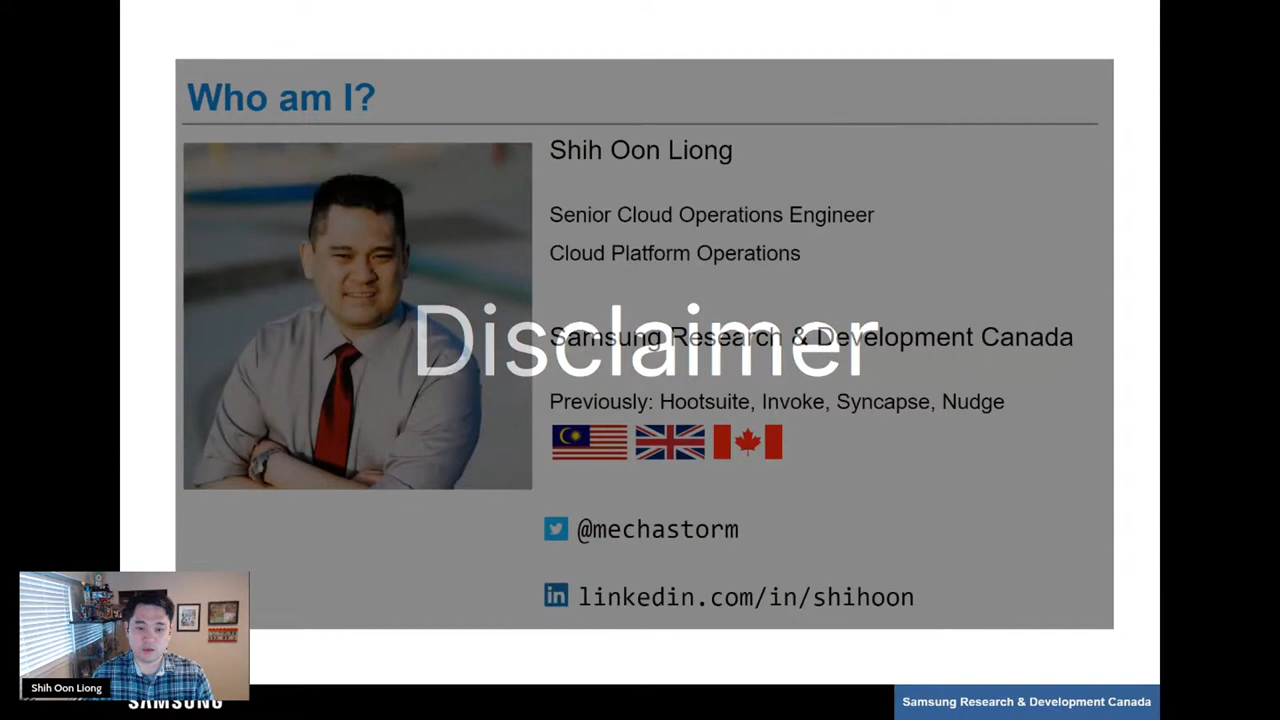 Who am I?
Shih Oon Liong
Senior Cloud Operations Engineer
Cloud Platform Operations
Disclaimer
Samsung Research & Development Canada
Previously: Hootsuite, Invoke, Syncapse, Nudge
@mechastorm
linkedin.com/in/shihoon
Shih Oon Liong
SAMSUNG
Samsung Research & Development Canada